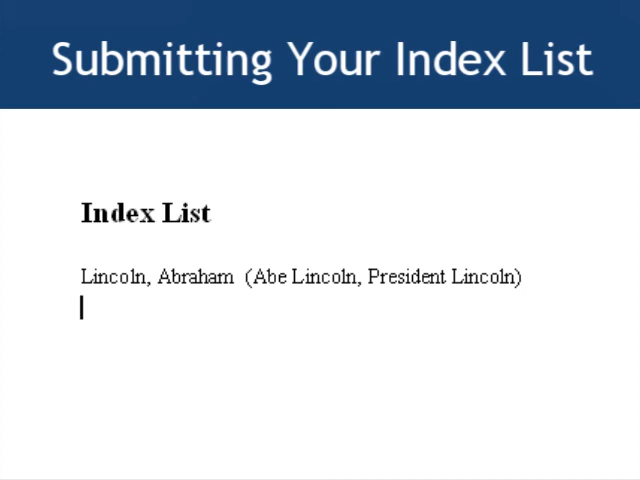 Submitting Your Index List
Index List
Lincoln, Abraham (Abe Lincoln, President Lincoln)